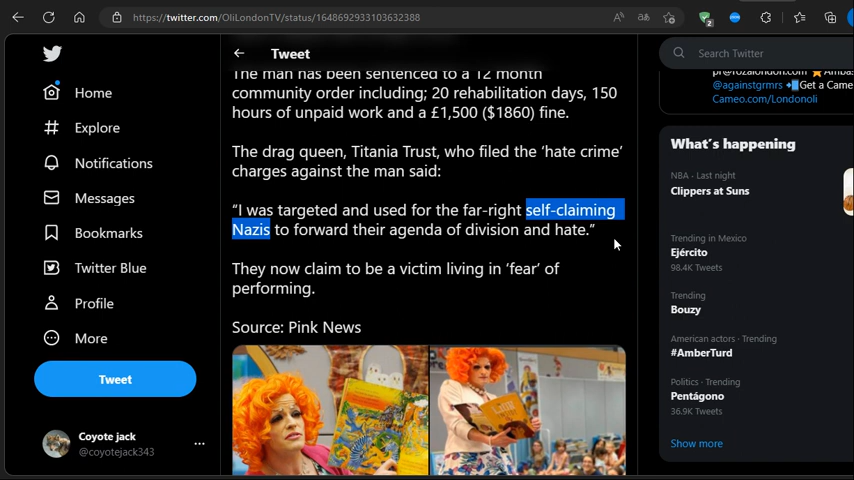 https://twitter.com/OliLondonTV/status/1648692933103632388
Home
Explore
Notifications
Messages
Bookmarks
Twitter Blue
Profile
More
Tweet
Coyote jack
@coyotejack343
Tweet
The man has been sentenced to a 12 month
community order including; 20 rehabilitation days, 150
hours of unpaid work and a £1,500 ($1860) fine.
The drag queen, Titania Trust, who filed the ‘hate crime’
charges against the man said:
“I was targeted and used for the far-right self-claiming
Nazis to forward their agenda of division and hate.”
They now claim to be a victim living in ‘fear’ of
performing.
Source: Pink News
Search Twitter
@againstgrmrs Get a Came
Cameo.com/Londonoli
What's happening
NBA · Last night
Clippers at Suns
Trending in Mexico
Ejército
98.4K Tweets
Trending
Bouzy
American actors · Trending
#AmberTurd
Politics · Trending
Pentágono
36.9K Tweets
Show more